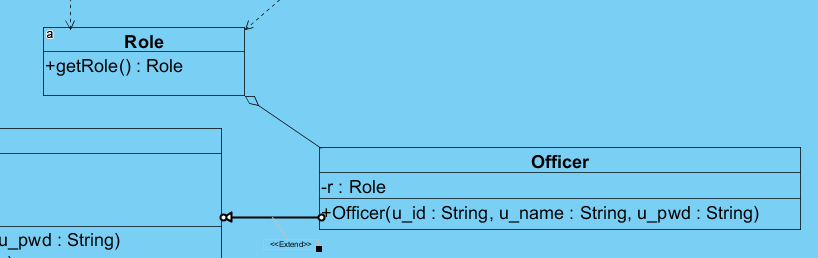 a
Role
+getRole() : Role
Officer
-r : Role
+Officer(u_id : String, u_name : String, u_pwd : String)
u_pwd : String)
<<Extend>>